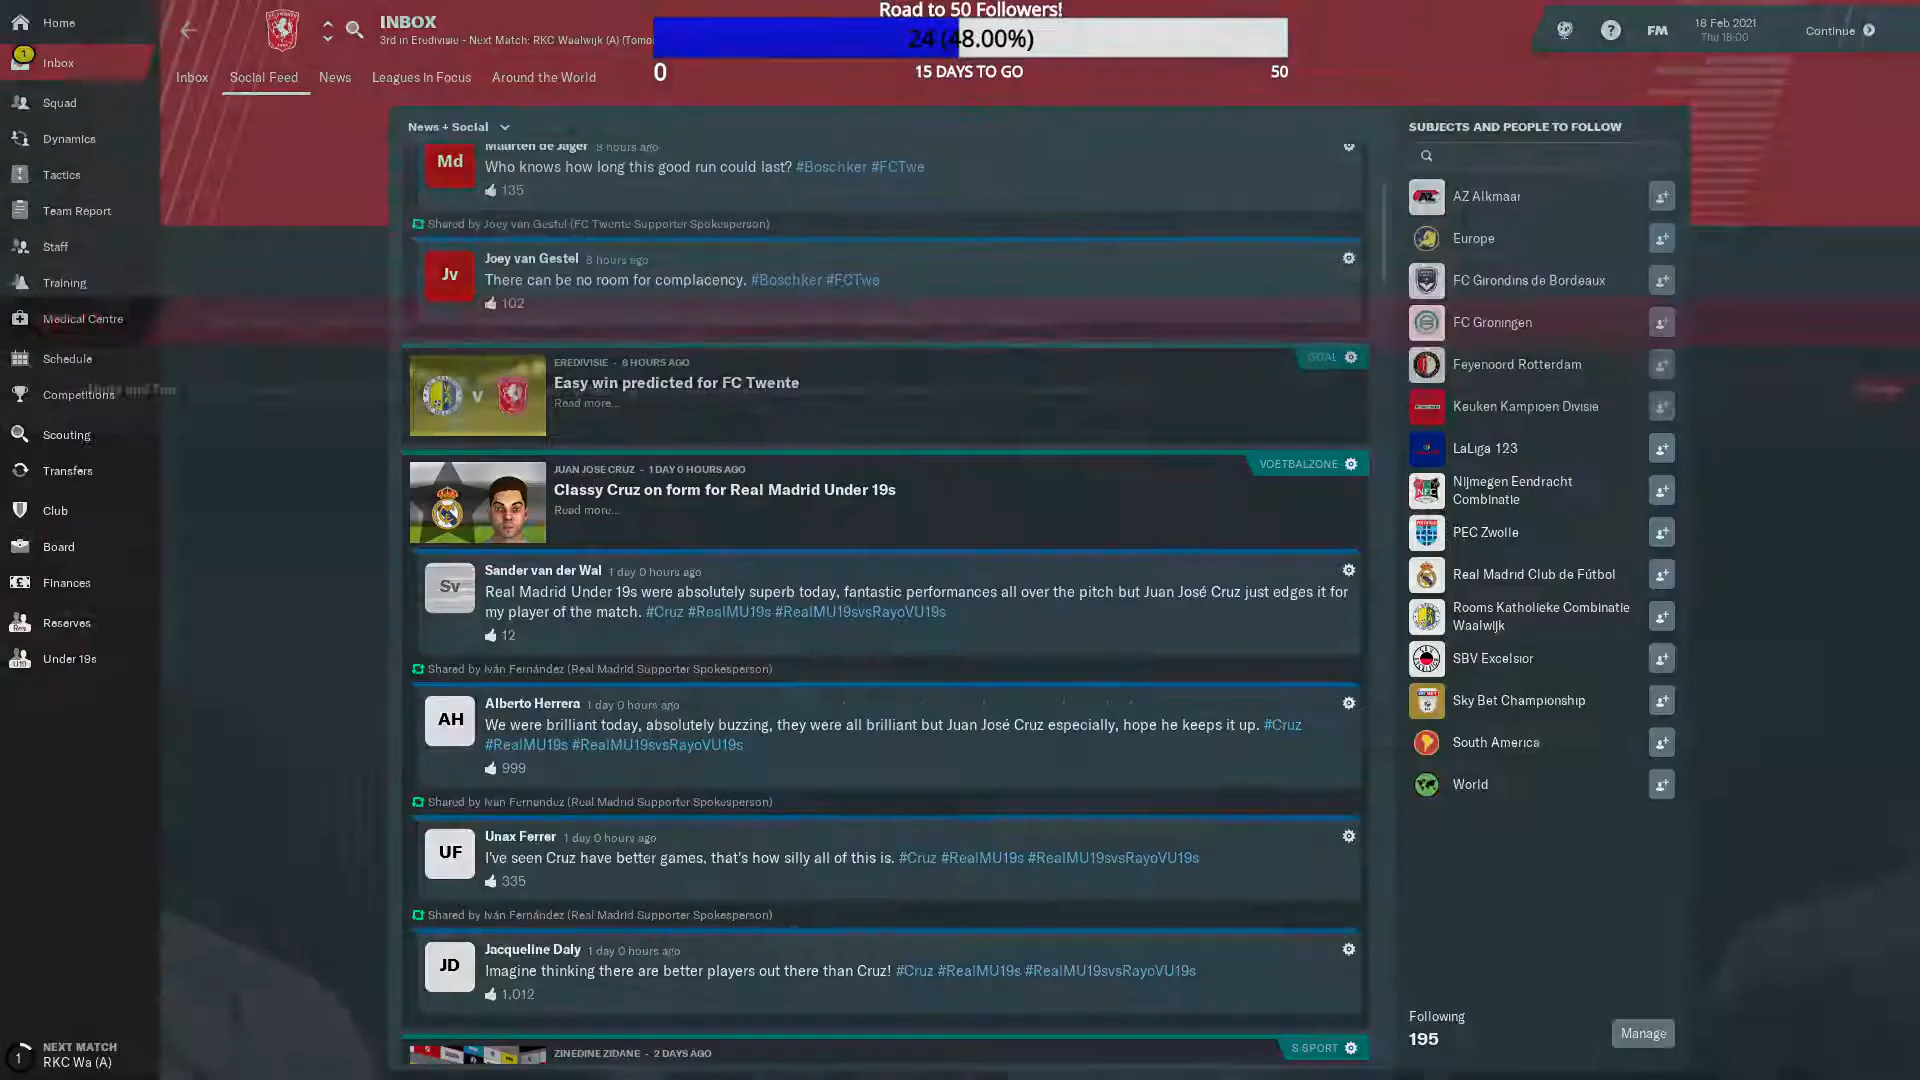 Home
1
Inbox
Squad
Dynamics
Tactics
Team Report
Staff
Training
Medical Centre
Schedule
Competitions
Scouting
Transfers
Club
Board
Finances
Reserves
Under 19s
1
NEXT MATCH
RKC Wa (A)
INBOX
3rd in Eredivisie - Next Match: RKC Waalwijk (A) (Tomo
Inbox
Social Feed
News
Leagues In Focus
Around the World
Road to 50 Followers!
24 (48.00%)
0
15 DAYS TO GO
50
FM
18 Feb 2021
Thu 18:00
Continue
News + Social
Md
Maarten de Jager 8 hours ago
Who knows how long this good run could last? #Boschker #FCTwe
135
Shared by Joey van Gestel (FC Twente Supporter Spokesperson)
Jv
Joey van Gestel 8 hours ago
There can be no room for complacency. #Boschker #FCTwe
102
V
EREDIVISIE - 8 HOURS AGO
GOAL
Easy win predicted for FC Twente
Read more...
JUAN JOSÉ CRUZ - 1 DAY 0 HOURS AGO
VOETBALZONE
Classy Cruz on form for Real Madrid Under 19s
Read more...
Sv
Sander van der Wal 1 day 0 hours ago
Real Madrid Under 19s were absolutely superb today, fantastic performances all over the pitch but Juan José Cruz just edges it for
my player of the match. #Cruz #RealMU19s #RealMU19svsRayoVU19s
12
Shared by Iván Fernández (Real Madrid Supporter Spokesperson)
AH
Alberto Herrera 1 day 0 hours ago
We were brilliant today, absolutely buzzing, they were all brilliant but Juan José Cruz especially, hope he keeps it up. #Cruz
#RealMU19s #RealMU19svsRayoVU19s
999
Shared by Iván Fernández (Real Madrid Supporter Spokesperson)
UF
Unax Ferrer 1 day 0 hours ago
I've seen Cruz have better games, that's how silly all of this is. #Cruz #RealMU19s #RealMU19svsRayoVU19s
335
Shared by Iván Fernández (Real Madrid Supporter Spokesperson)
JD
Jacqueline Daly 1 day 0 hours ago
Imagine thinking there are better players out there than Cruz! #Cruz #RealMU19s #RealMU19svsRayoVU19s
1,012
ZINÉDINE ZIDANE - 2 DAYS AGO
S SPORT
SUBJECTS AND PEOPLE TO FOLLOW
AZ Alkmaar
Europe
FC Girondins de Bordeaux
FC Groningen
Feyenoord Rotterdam
Keuken Kampioen Divisie
LaLiga 123
Nijmegen Eendracht
Combinatie
PEC Zwolle
Real Madrid Club de Fútbol
Rooms Katholieke Combinatie
Waalwijk
SBV Excelsior
Sky Bet Championship
South America
World
Following
195
Manage